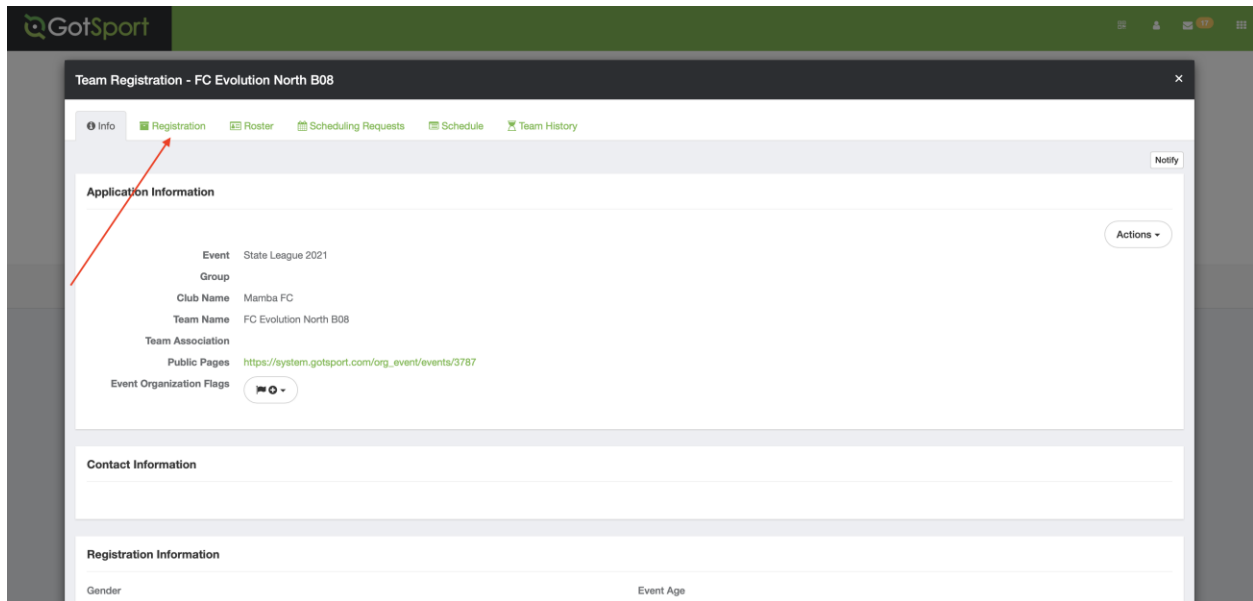 GotSport
17
Team Registration - FC Evolution North B08
×
Info Registration Roster Scheduling Requests Schedule Team History
Notify
Application Information
Actions
Event State League 2021
Group
Club Name Mamba FC
Team Name FC Evolution North B08
Team Association
Public Pages https://system.gotsport.com/org_event/events/3787
Event Organization Flags
Contact Information
Registration Information
Gender Event Age